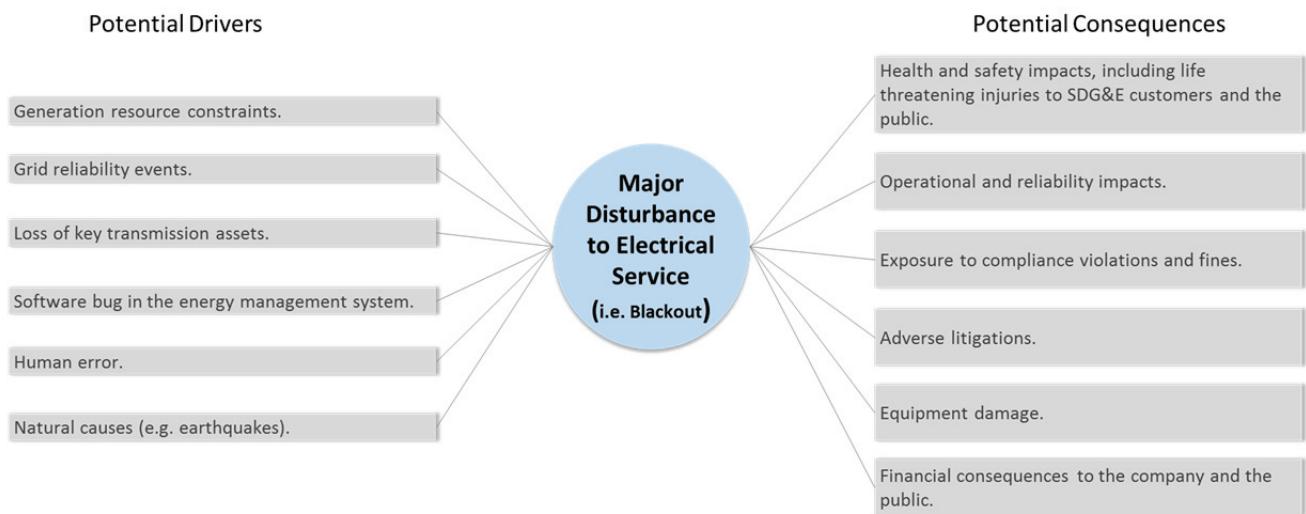 Potential Drivers
Generation resource constraints.
Grid reliability events.
Loss of key transmission assets.
Software bug in the energy management system.
Human error.
Natural causes (e.g. earthquakes).
Major
Disturbance
to Electrical
Service
(i.e. Blackout)
Potential Consequences
Health and safety impacts, including life
threatening injuries to SDG&E customers and the
public.
Operational and reliability impacts.
Exposure to compliance violations and fines.
Adverse litigations.
Equipment damage.
Financial consequences to the company and the
public.